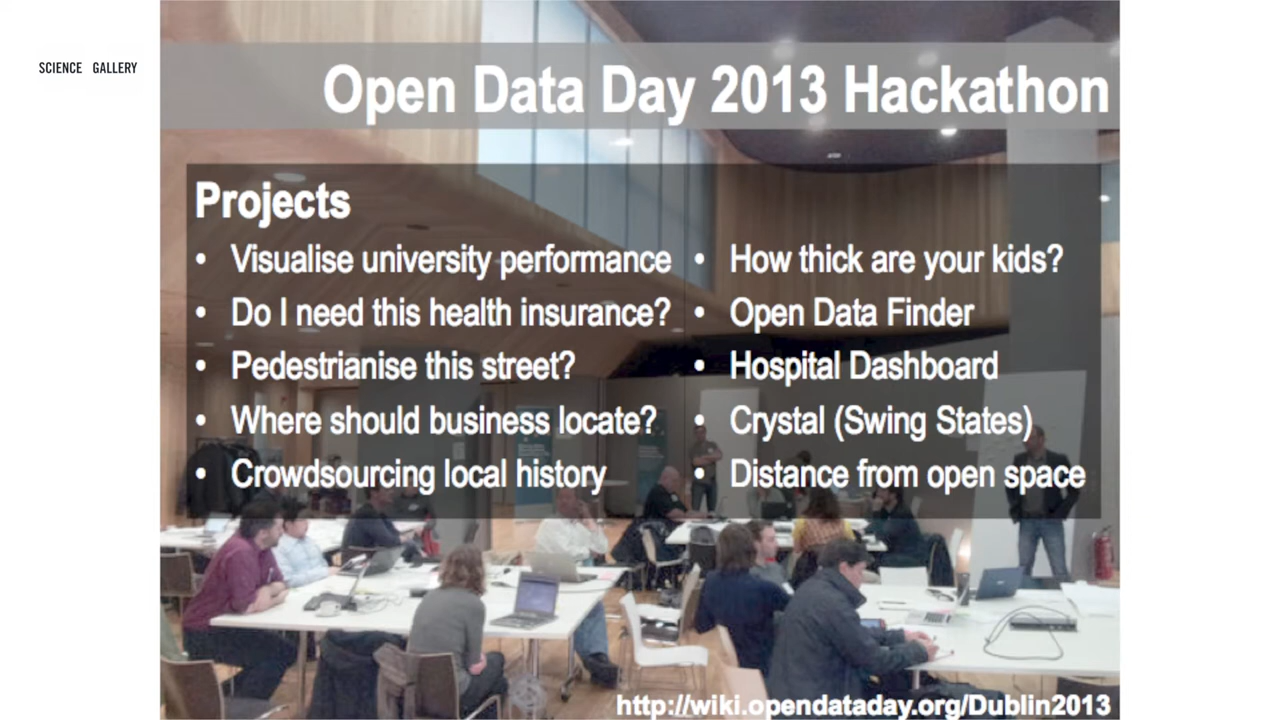 SCIENCE GALLERY
Open Data Day 2013 Hackathon
Projects
• Visualise university performance
• Do I need this health insurance?
• Pedestrianise this street?
• Where should business locate?
• Crowdsourcing local history
• How thick are your kids?
• Open Data Finder
• Hospital Dashboard
• Crystal (Swing States)
• Distance from open space
http://wiki.opendataday.org/Dublin2013